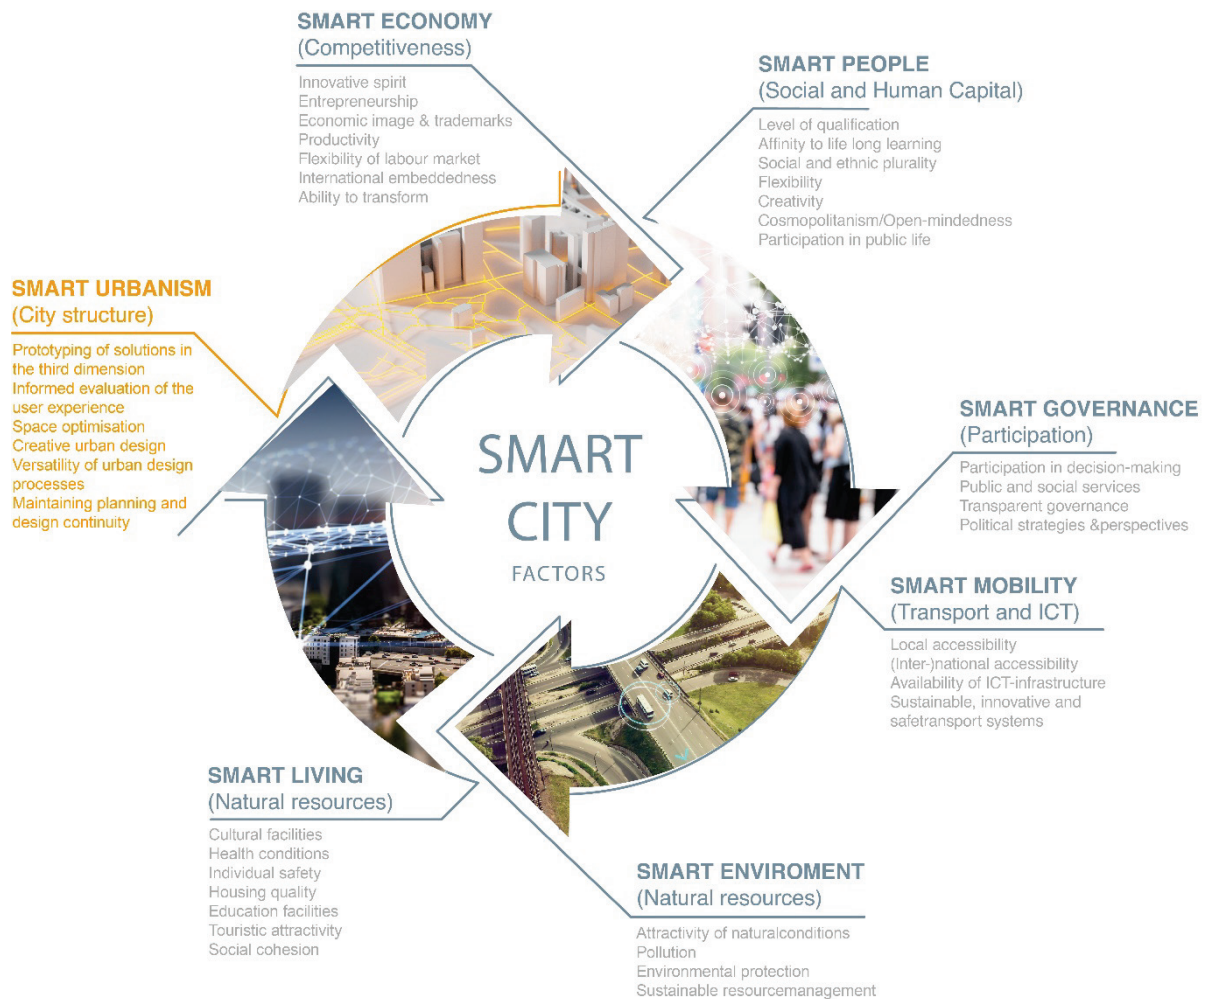 SMART ECONOMY
(Competitiveness)
Innovative spirit
Entrepreneurship
Economic image & trademarks
Productivity
Flexibility of labour market
International embeddedness
Ability to transform
SMART PEOPLE
(Social and Human Capital)
Level of qualification
Affinity to life long learning
Social and ethnic plurality
Flexibility
Creativity
Cosmopolitanism/Open-mindedness
Participation in public life
SMART URBANISM
(City structure)
Prototyping of solutions in
the third dimension
Informed evaluation of the
user experience
Space optimisation
Creative urban design
Versatility of urban design
processes
Maintaining planning and
design continuity
SMART
CITY
FACTORS
SMART GOVERNANCE
(Participation)
Participation in decision-making
Public and social services
Transparent governance
Political strategies &perspectives
SMART MOBILITY
(Transport and ICT)
Local accessibility
(Inter-)national accessibility
Availability of ICT-infrastructure
Sustainable, innovative and
safetransport systems
SMART LIVING
(Natural resources)
Cultural facilities
Health conditions
Individual safety
Housing quality
Education facilities
Touristic attractivity
Social cohesion
SMART ENVIROMENT
(Natural resources)
Attractivity of naturalconditions
Pollution
Environmental protection
Sustainable resourcemanagement